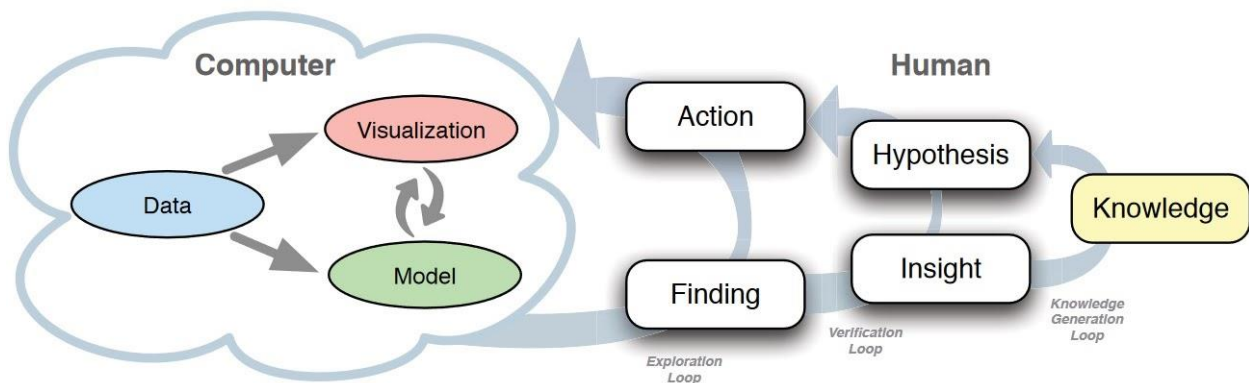 Computer
Human
Visualization
Data
Model
Action
Hypothesis
Knowledge
Finding
Insight
Exploration
Loop
Verification
Loop
Knowledge
Generation
Loop